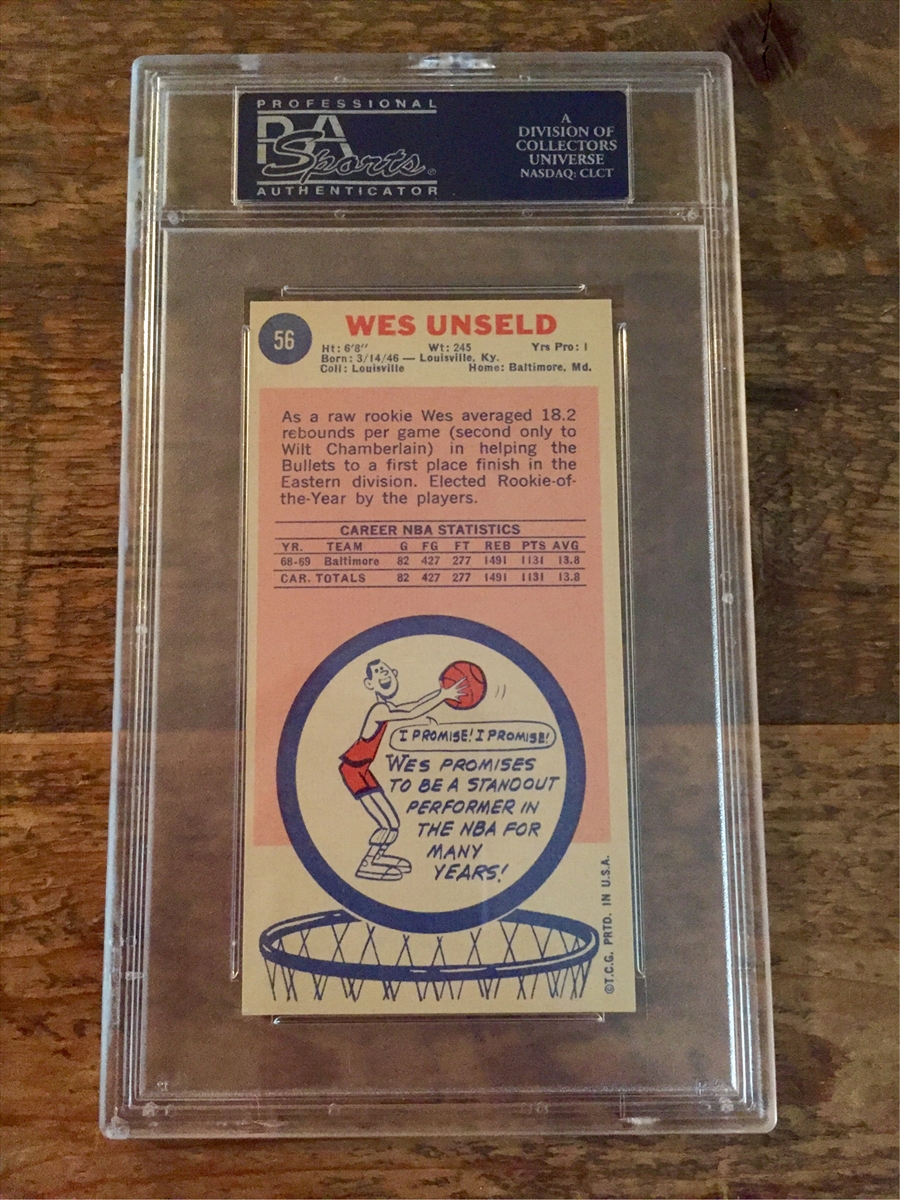 PROFESSIONAL
PSA
Sports®
AUTHENTICATOR
A
DIVISION OF
COLLECTORS
UNIVERSE
NASDAQ: CLCT
56
WES UNSELD
Ht: 6'8" Wt: 245 Yrs Pro: 1
Born: 3/14/46 — Louisville, Ky.
Coll: Louisville Home: Baltimore, Md.
As a raw rookie Wes averaged 18.2
rebounds per game (second only to
Wilt Chamberlain) in helping the
Bullets to a first place finish in the
Eastern division. Elected Rookie-of-
the-Year by the players.
CAREER NBA STATISTICS
YR. TEAM G FG FT REB PTS AVG
68-69 Baltimore 82 427 277 1491 1131 13.8
CAR. TOTALS 82 427 277 1491 1131 13.8
I PROMISE! I PROMISE!
WES PROMISES
TO BE A STANDOUT
PERFORMER IN
THE NBA FOR
MANY
YEARS!
©T.C.G. PRTD. IN U.S.A.